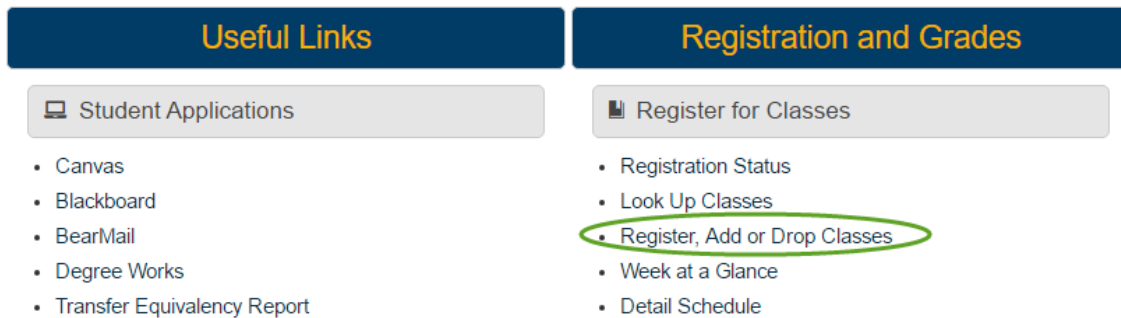 Useful Links
Student Applications
Canvas
Blackboard
BearMail
Degree Works
Transfer Equivalency Report
Registration and Grades
Register for Classes
Registration Status
Look Up Classes
Register, Add or Drop Classes
Week at a Glance
Detail Schedule